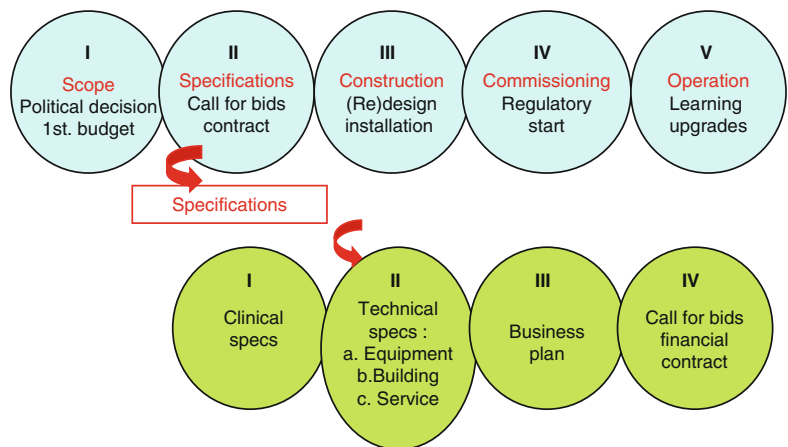 I
Scope
Political decision
1st. budget
II
Specifications
Call for bids
contract
III
Construction
(Re)design
installation
IV
Commissioning
Regulatory
start
V
Operation
Learning
upgrades
Specifications
I
Clinical
specs
II
Technical
specs :
a. Equipment
b.Building
c. Service
III
Business
plan
IV
Call for bids
financial
contract